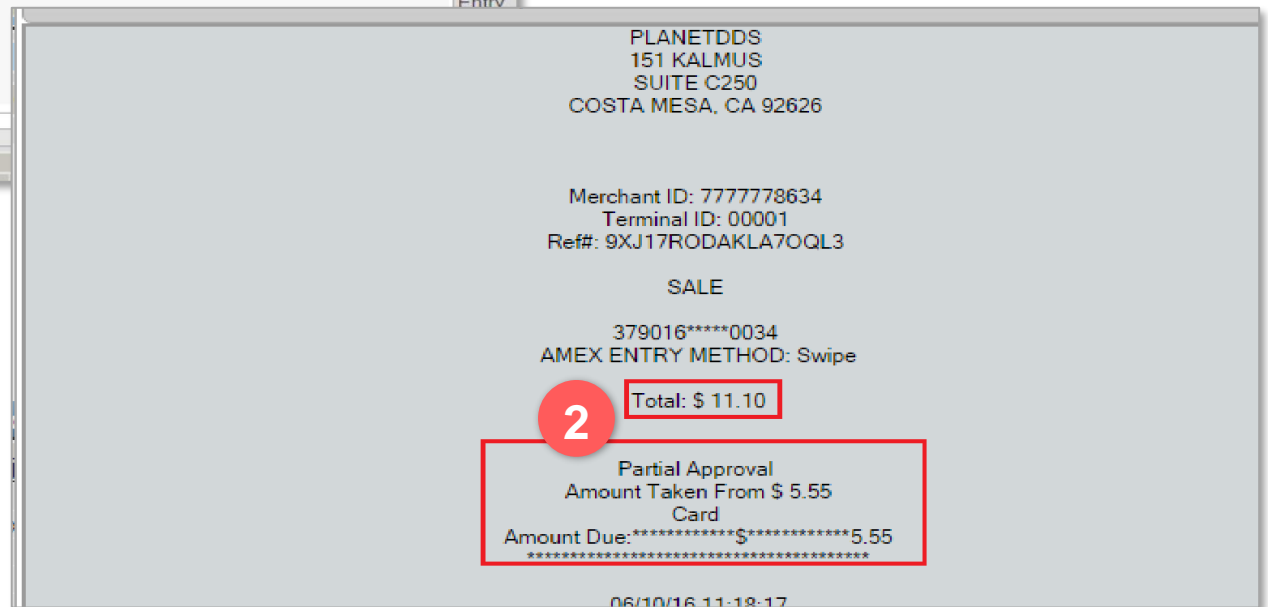 Entry
PLANETDDS
151 KALMUS
SUITE C250
COSTA MESA, CA 92626
Merchant ID: 7777778634
Terminal ID: 00001
Ref#: 9XJ17RODAKLA7OQL3
SALE
379016*****0034
AMEX ENTRY METHOD: Swipe
Total: $ 11.10
2
Partial Approval
Amount Taken From $ 5.55
Card
Amount Due:************$************5.55
****************************************
06/10/16 11:18:17